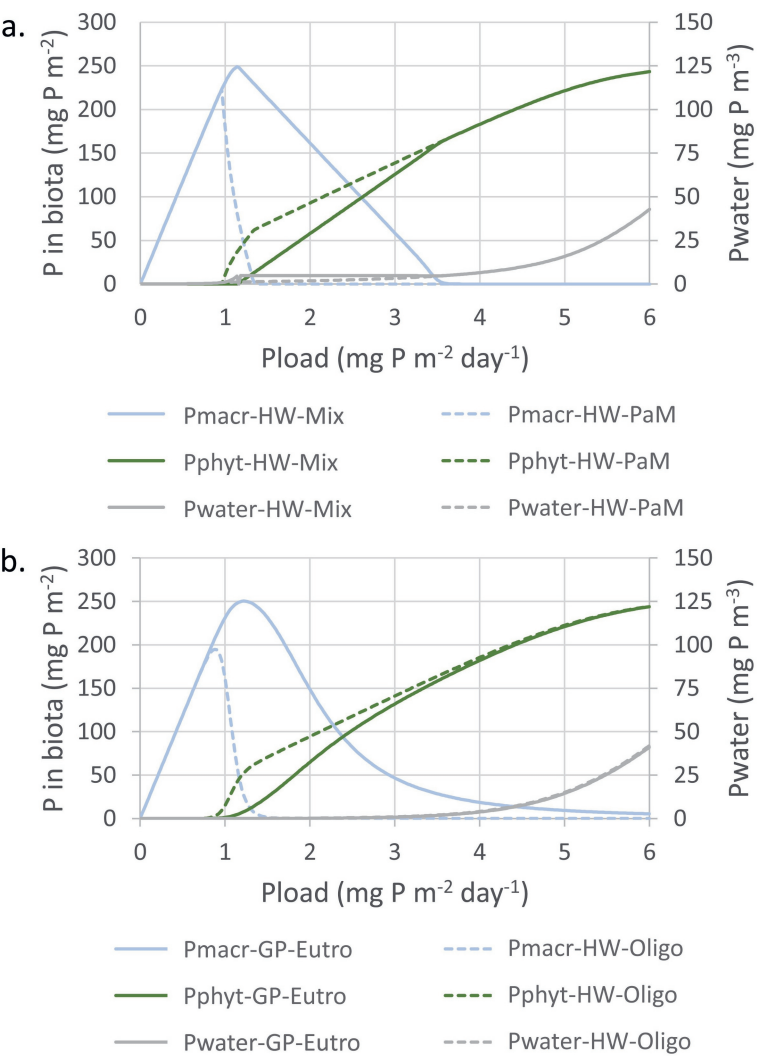 a.
P in biota (mg P m-2)
300
250
200
150
100
50
0
150
125
100
75
50
25
0
Pwater (mg P m-3)
0 1 2 3 4 5 6
Pload (mg P m-2 day-1)
Pmacr-HW-Mix Pmacr-HW-PaM
Pphyt-HW-Mix Pphyt-HW-PaM
Pwater-HW-Mix Pwater-HW-PaM
b.
P in biota (mg P m-2)
300
250
200
150
100
50
0
150
125
100
75
50
25
0
Pwater (mg P m-3)
0 1 2 3 4 5 6
Pload (mg P m-2 day-1)
Pmacr-GP-Eutro Pmacr-HW-Oligo
Pphyt-GP-Eutro Pphyt-HW-Oligo
Pwater-GP-Eutro Pwater-HW-Oligo